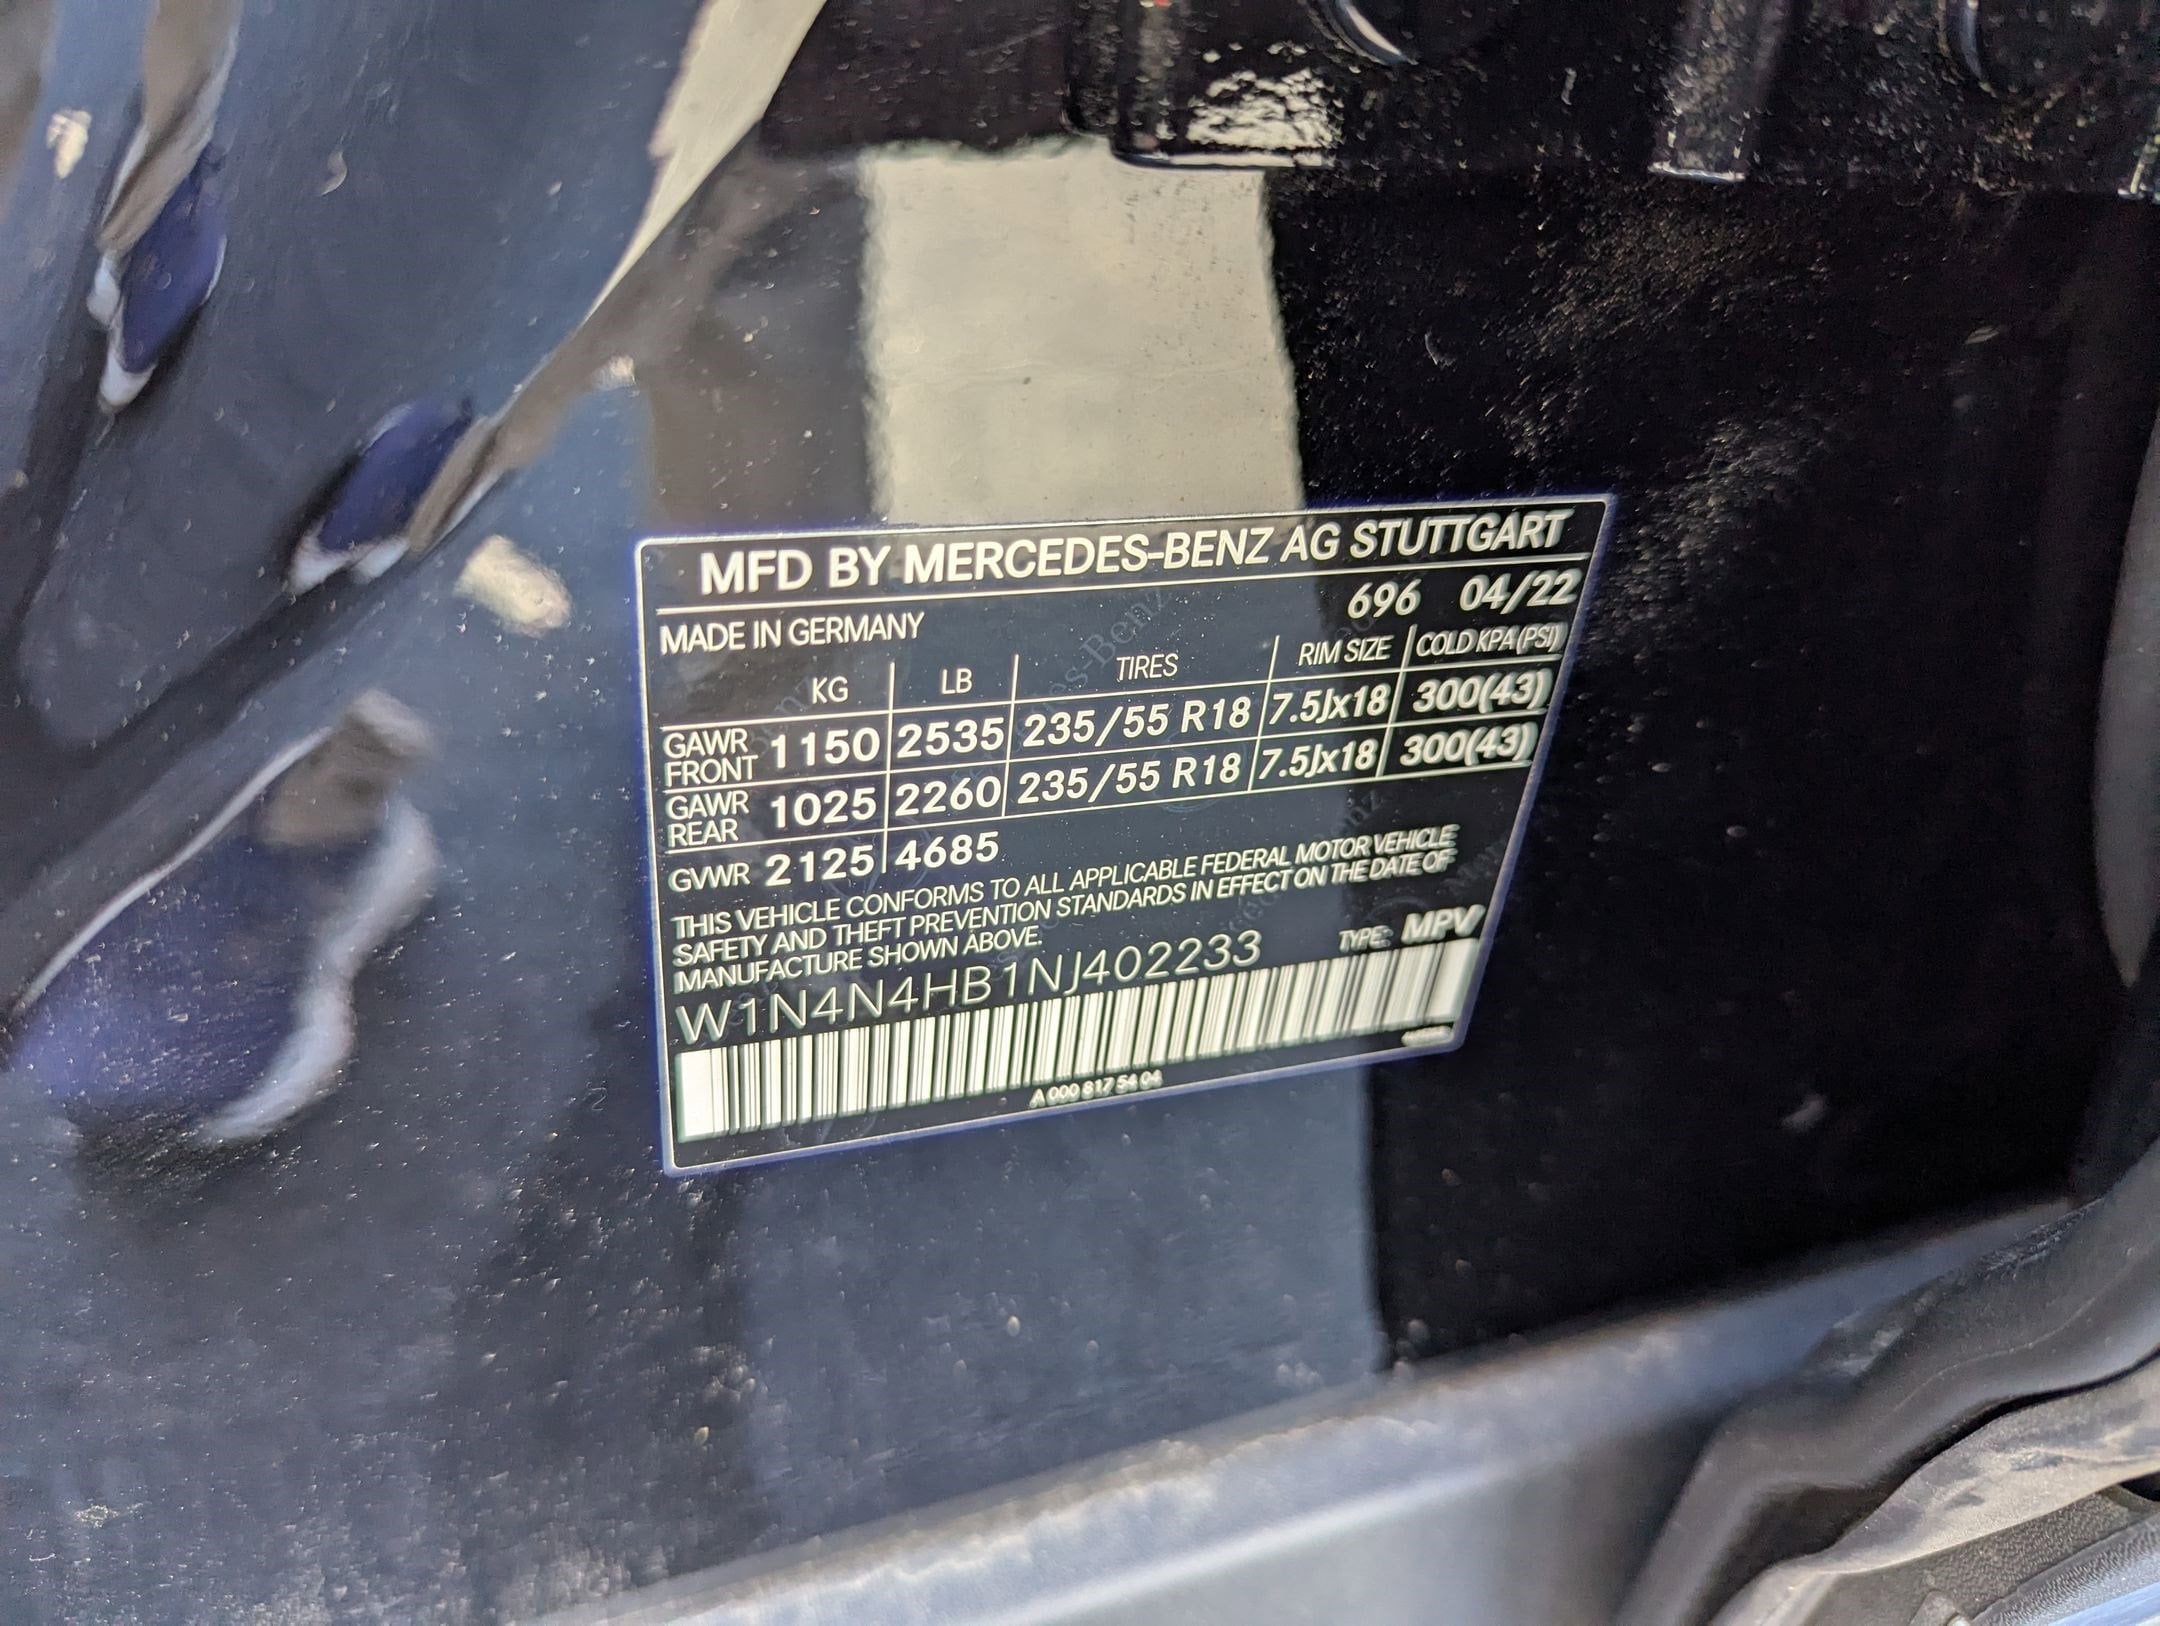 MFD BY MERCEDES-BENZ AG STUTTGART
MADE IN GERMANY 696 04/22
KG LB TIRES RIM SIZE COLD KPA (PSI)
GAWR FRONT 1150 2535 235/55 R18 7.5Jx18 300(43)
GAWR REAR 1025 2260 235/55 R18 7.5Jx18 300(43)
GVWR 2125 4685
THIS VEHICLE CONFORMS TO ALL APPLICABLE FEDERAL MOTOR VEHICLE
SAFETY AND THEFT PREVENTION STANDARDS IN EFFECT ON THE DATE OF
MANUFACTURE SHOWN ABOVE.
W1N4N4HB1NJ402233 TYPE: MPV
A 000 817 54 04